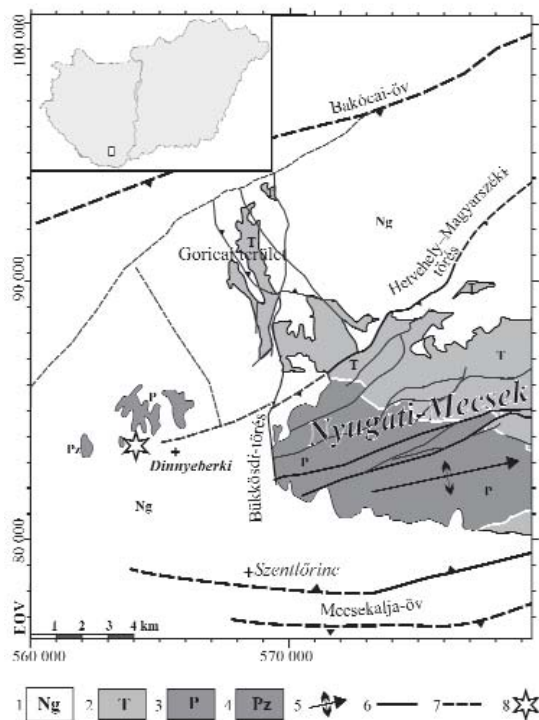 100 000
Bakócai-öv
Ng
Hetvehely–Magyarszéki
törés
T
Goricai terület
90 000
T
T
T
P
Nyugati-Mecsek
Pz
Dinnyeberki
Bükkösdi-törés
P
P
Ng
80 000
Szentlőrinc
Mecsekalja-öv
EOV
1 2 3 4 km
560 000
570 000
1 Ng 2 T 3 P 4 Pz 5 6 7 8